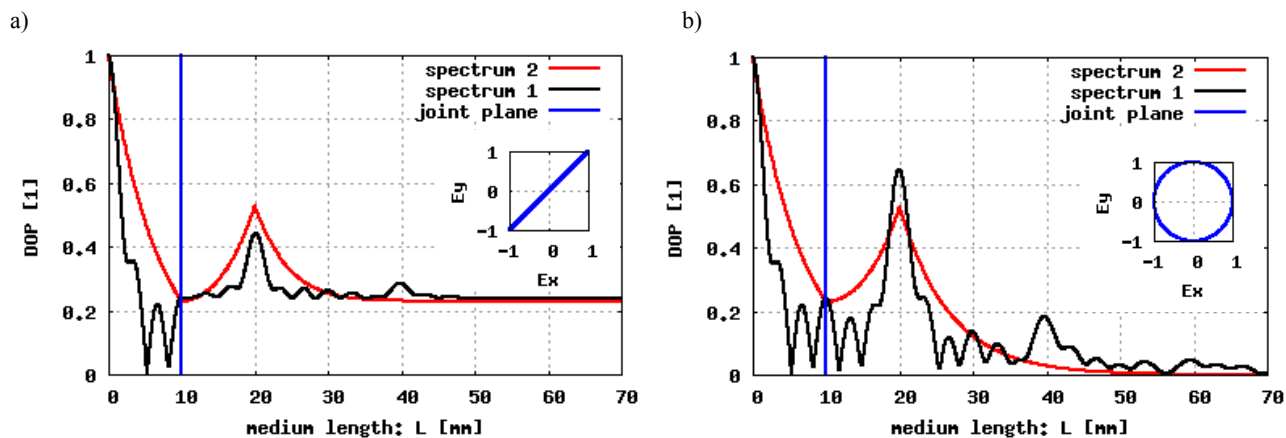 a)
1
0.8
0.6
0.4
0.2
0
DOP [1]
spectrum 2
spectrum 1
joint plane
1
0
-1
Ey
-1 0 1
Ex
0 10 20 30 40 50 60 70
medium length: L [mm]
b)
1
0.8
0.6
0.4
0.2
0
DOP [1]
spectrum 2
spectrum 1
joint plane
1
0
-1
Ey
-1 0 1
Ex
0 10 20 30 40 50 60 70
medium length: L [mm]